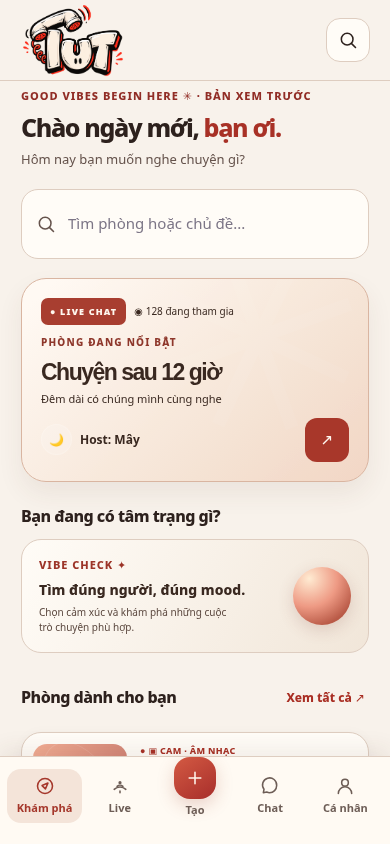 TUT
GOOD VIBES BEGIN HERE ✳ · BẢN XEM TRƯỚC
Chào ngày mới, bạn ơi.
Hôm nay bạn muốn nghe chuyện gì?
Tìm phòng hoặc chủ đề...
● LIVE CHAT ◉ 128 đang tham gia
PHÒNG ĐANG NỔI BẬT
Chuyện sau 12 giờ
Đêm dài có chúng mình cùng nghe
🌙 Host: Mây ↗
Bạn đang có tâm trạng gì?
VIBE CHECK ✦
Tìm đúng người, đúng mood.
Chọn cảm xúc và khám phá những cuộc
trò chuyện phù hợp.
Phòng dành cho bạn Xem tất cả ↗
● ▣ CAM · ÂM NHẠC
Khám phá Live Tạo Chat Cá nhân